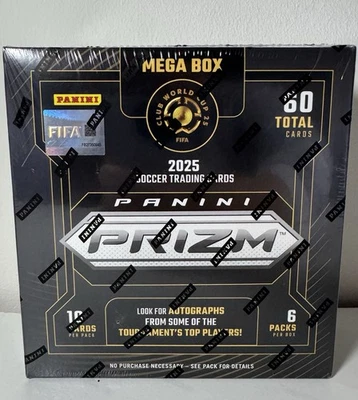 MEGA BOX
PANINI
FIFA
CLUB WORLD CUP 25
FIFA
60
TOTAL
CARDS
2025
SOCCER TRADING CARDS
PANINI
PRIZM
10
CARDS
PER PACK
LOOK FOR AUTOGRAPHS
FROM SOME OF THE
TOURNAMENT'S TOP PLAYERS!
6
PACKS
PER BOX
NO PURCHASE NECESSARY — SEE PACK FOR DETAILS